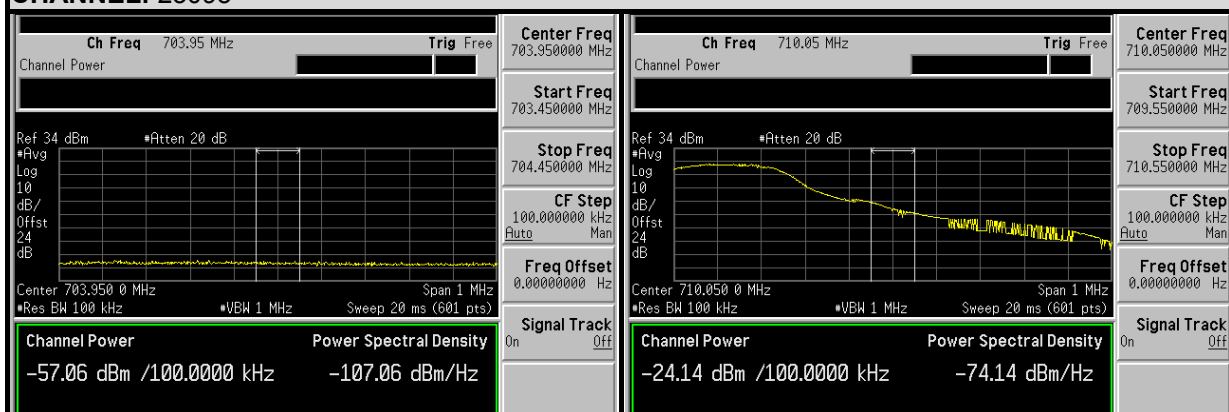 Ch Freq 703.95 MHz Trig Free
Channel Power
Ref 34 dBm #Atten 20 dB
#Avg
Log
10
dB/
Offst
24
dB
Center 703.950 0 MHz Span 1 MHz
#Res BW 100 kHz #VBW 1 MHz Sweep 20 ms (601 pts)
Channel Power Power Spectral Density
-57.06 dBm /100.0000 kHz -107.06 dBm/Hz
Center Freq
703.950000 MHz
Start Freq
703.450000 MHz
Stop Freq
704.450000 MHz
CF Step
100.000000 kHz
Auto Man
Freq Offset
0.00000000 Hz
Signal Track
On Off
Ch Freq 710.05 MHz Trig Free
Channel Power
Ref 34 dBm #Atten 20 dB
#Avg
Log
10
dB/
Offst
24
dB
Center 710.050 0 MHz Span 1 MHz
#Res BW 100 kHz #VBW 1 MHz Sweep 20 ms (601 pts)
Channel Power Power Spectral Density
-24.14 dBm /100.0000 kHz -74.14 dBm/Hz
Center Freq
710.050000 MHz
Start Freq
709.550000 MHz
Stop Freq
710.550000 MHz
CF Step
100.000000 kHz
Auto Man
Freq Offset
0.00000000 Hz
Signal Track
On Off